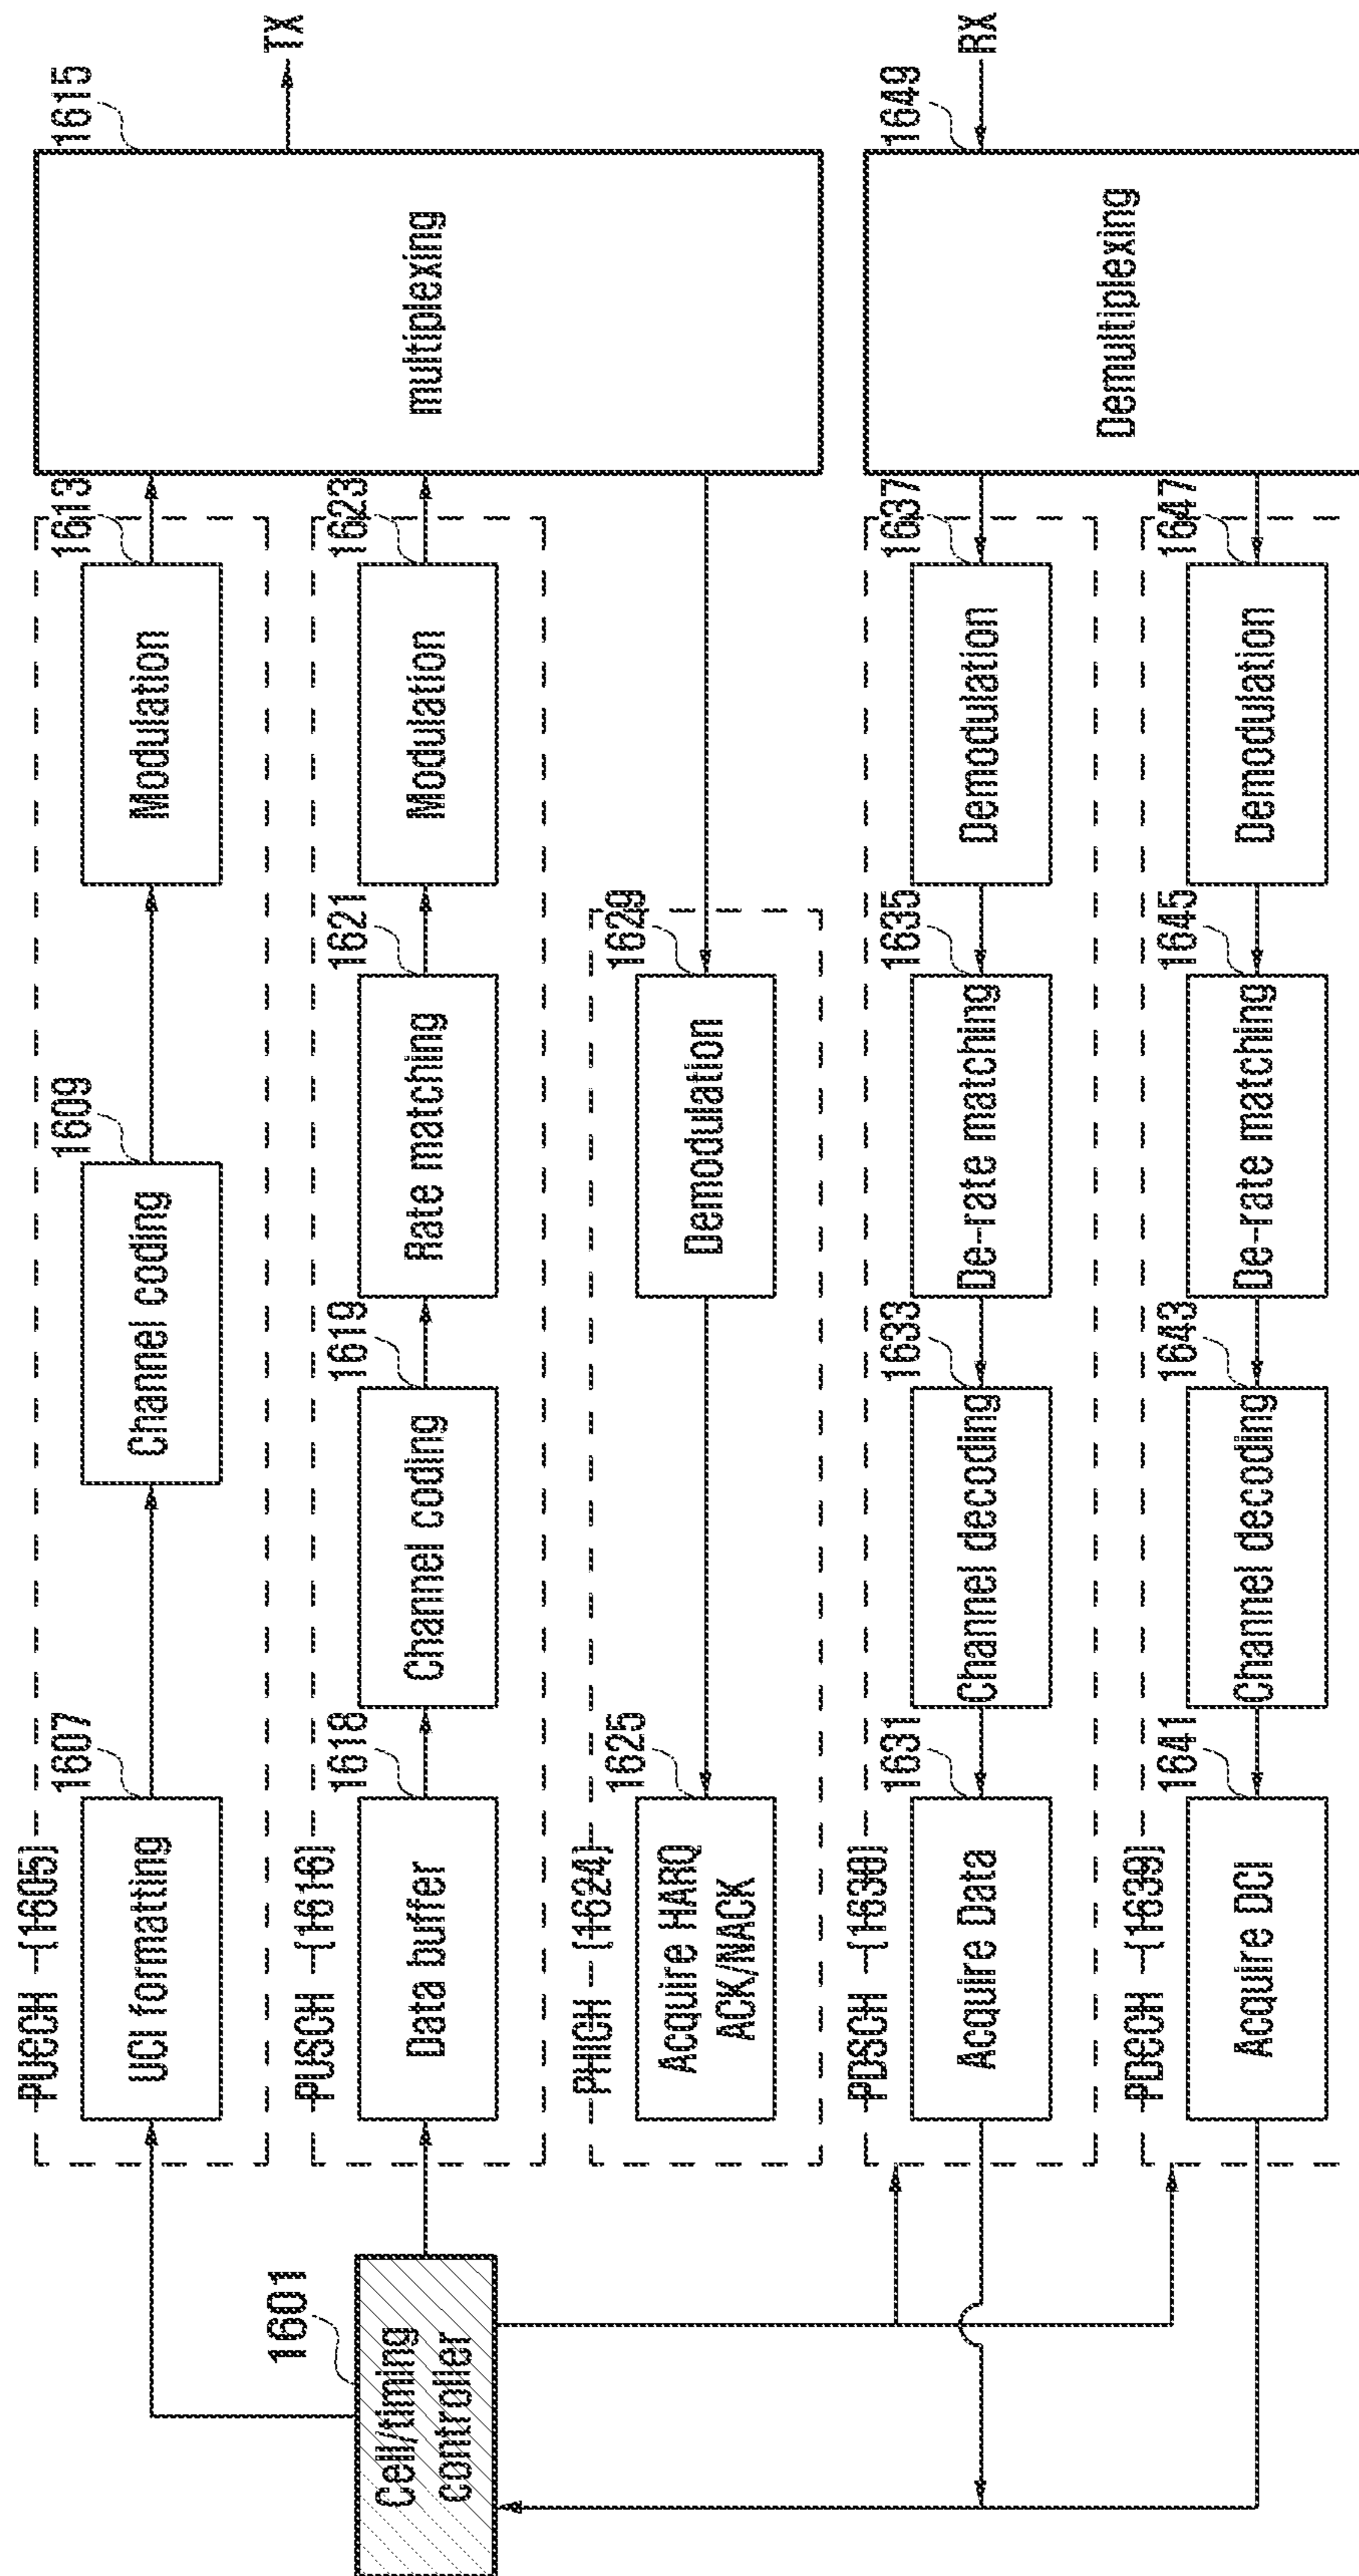 1601
Cell/timing
controller
PUCCH (1605)
1607
UCI formatting
1609
Channel coding
1613
Modulation
1615
multiplexing
TX
PUSCH (1616)
1618
Data buffer
1619
Channel coding
1621
Rate matching
1623
Modulation
PHICH (1624)
1625
Acquire HARQ
ACK/NACK
1629
Demodulation
PDSCH (1630)
1631
Acquire Data
1633
Channel decoding
1635
De-rate matching
1637
Demodulation
1649
Demultiplexing
RX
PDCCH (1639)
1641
Acquire DCI
1643
Channel decoding
1645
De-rate matching
1647
Demodulation